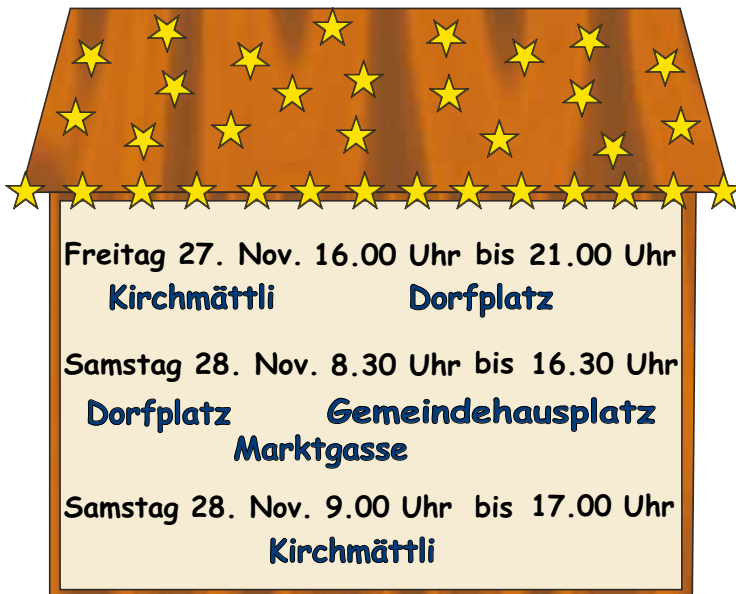 Freitag 27. Nov. 16.00 Uhr bis 21.00 Uhr
Kirchmättli Dorfplatz
Samstag 28. Nov. 8.30 Uhr bis 16.30 Uhr
Dorfplatz Gemeindehausplatz
Marktgasse
Samstag 28. Nov. 9.00 Uhr bis 17.00 Uhr
Kirchmättli